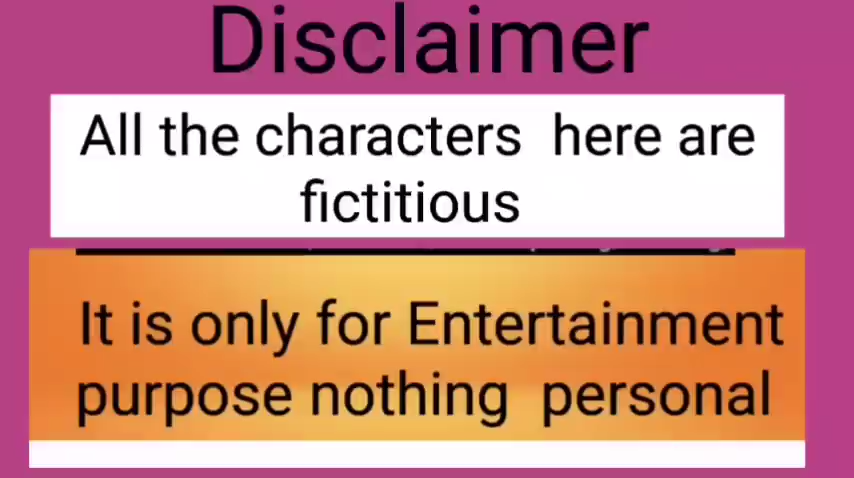 Disclaimer
All the characters here are
fictitious
It is only for Entertainment
purpose nothing personal